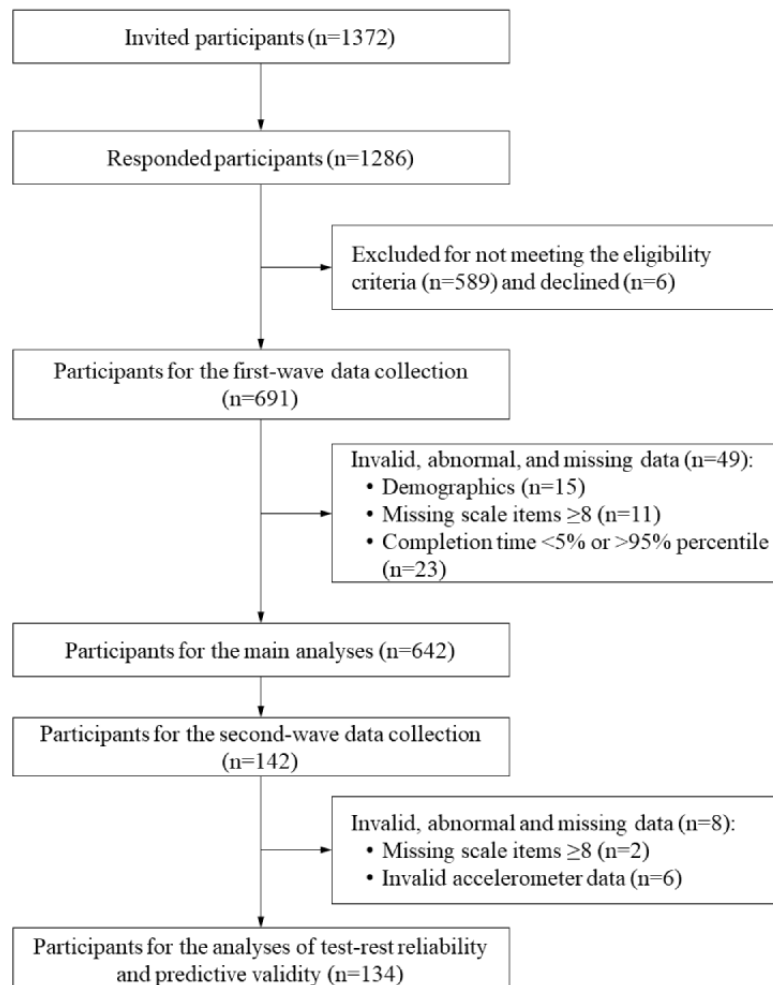 Invited participants (n=1372)
Responded participants (n=1286)
Excluded for not meeting the eligibility
criteria (n=589) and declined (n=6)
Participants for the first-wave data collection
(n=691)
Invalid, abnormal, and missing data (n=49):
• Demographics (n=15)
• Missing scale items ≥8 (n=11)
• Completion time <5% or >95% percentile
(n=23)
Participants for the main analyses (n=642)
Participants for the second-wave data collection
(n=142)
Invalid, abnormal and missing data (n=8):
• Missing scale items ≥8 (n=2)
• Invalid accelerometer data (n=6)
Participants for the analyses of test-rest reliability
and predictive validity (n=134)